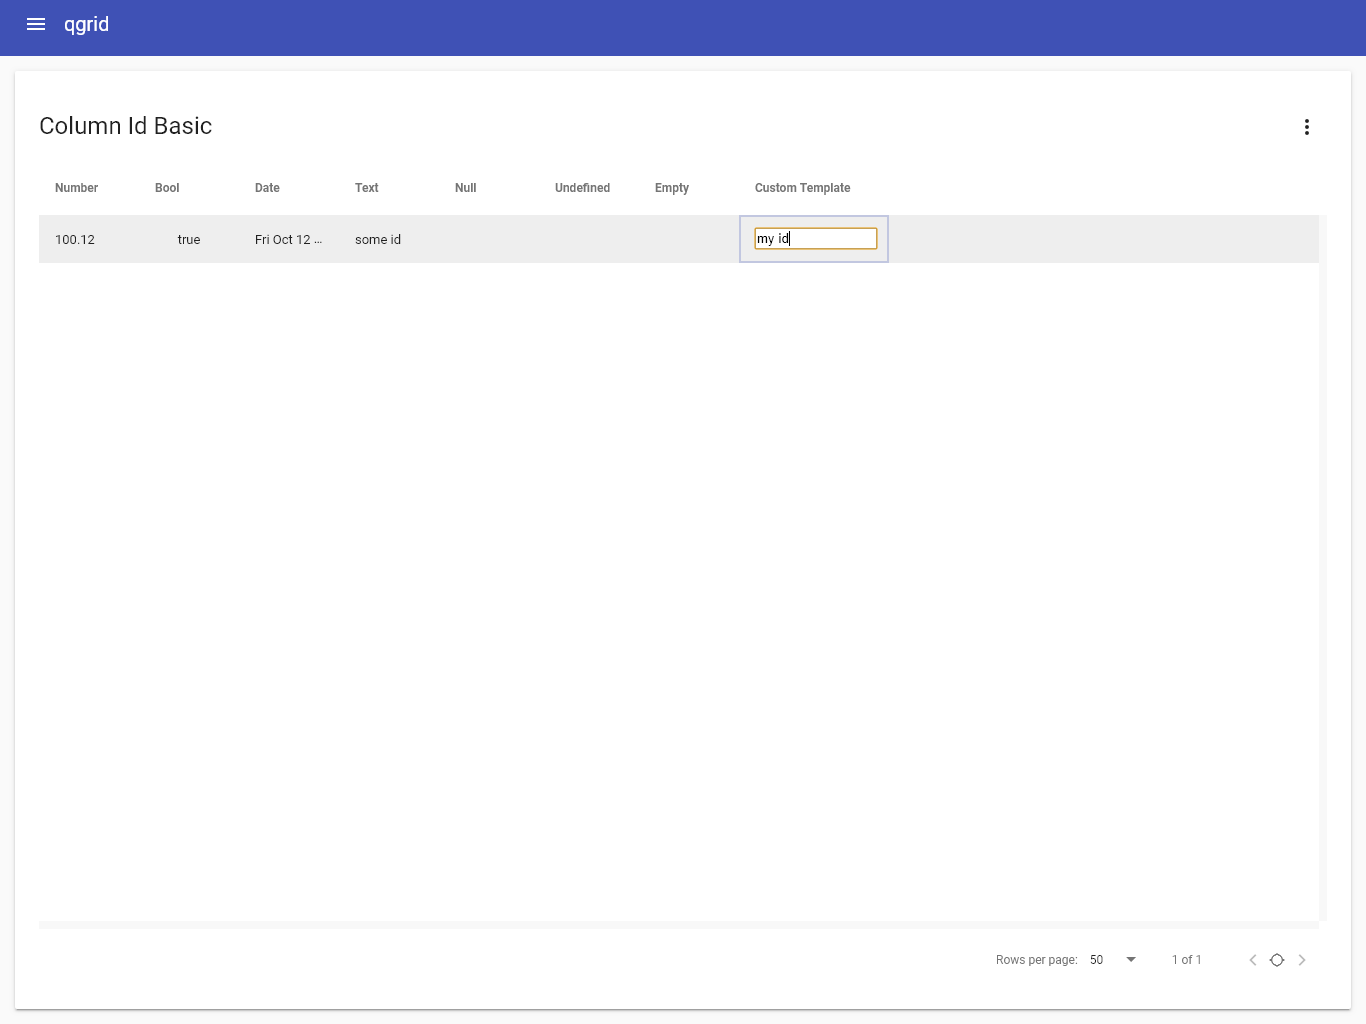 qgrid
Column Id Basic
Number Bool Date Text Null Undefined Empty Custom Template
100.12 true Fri Oct 12 ... some id my id
Rows per page: 50 1 of 1